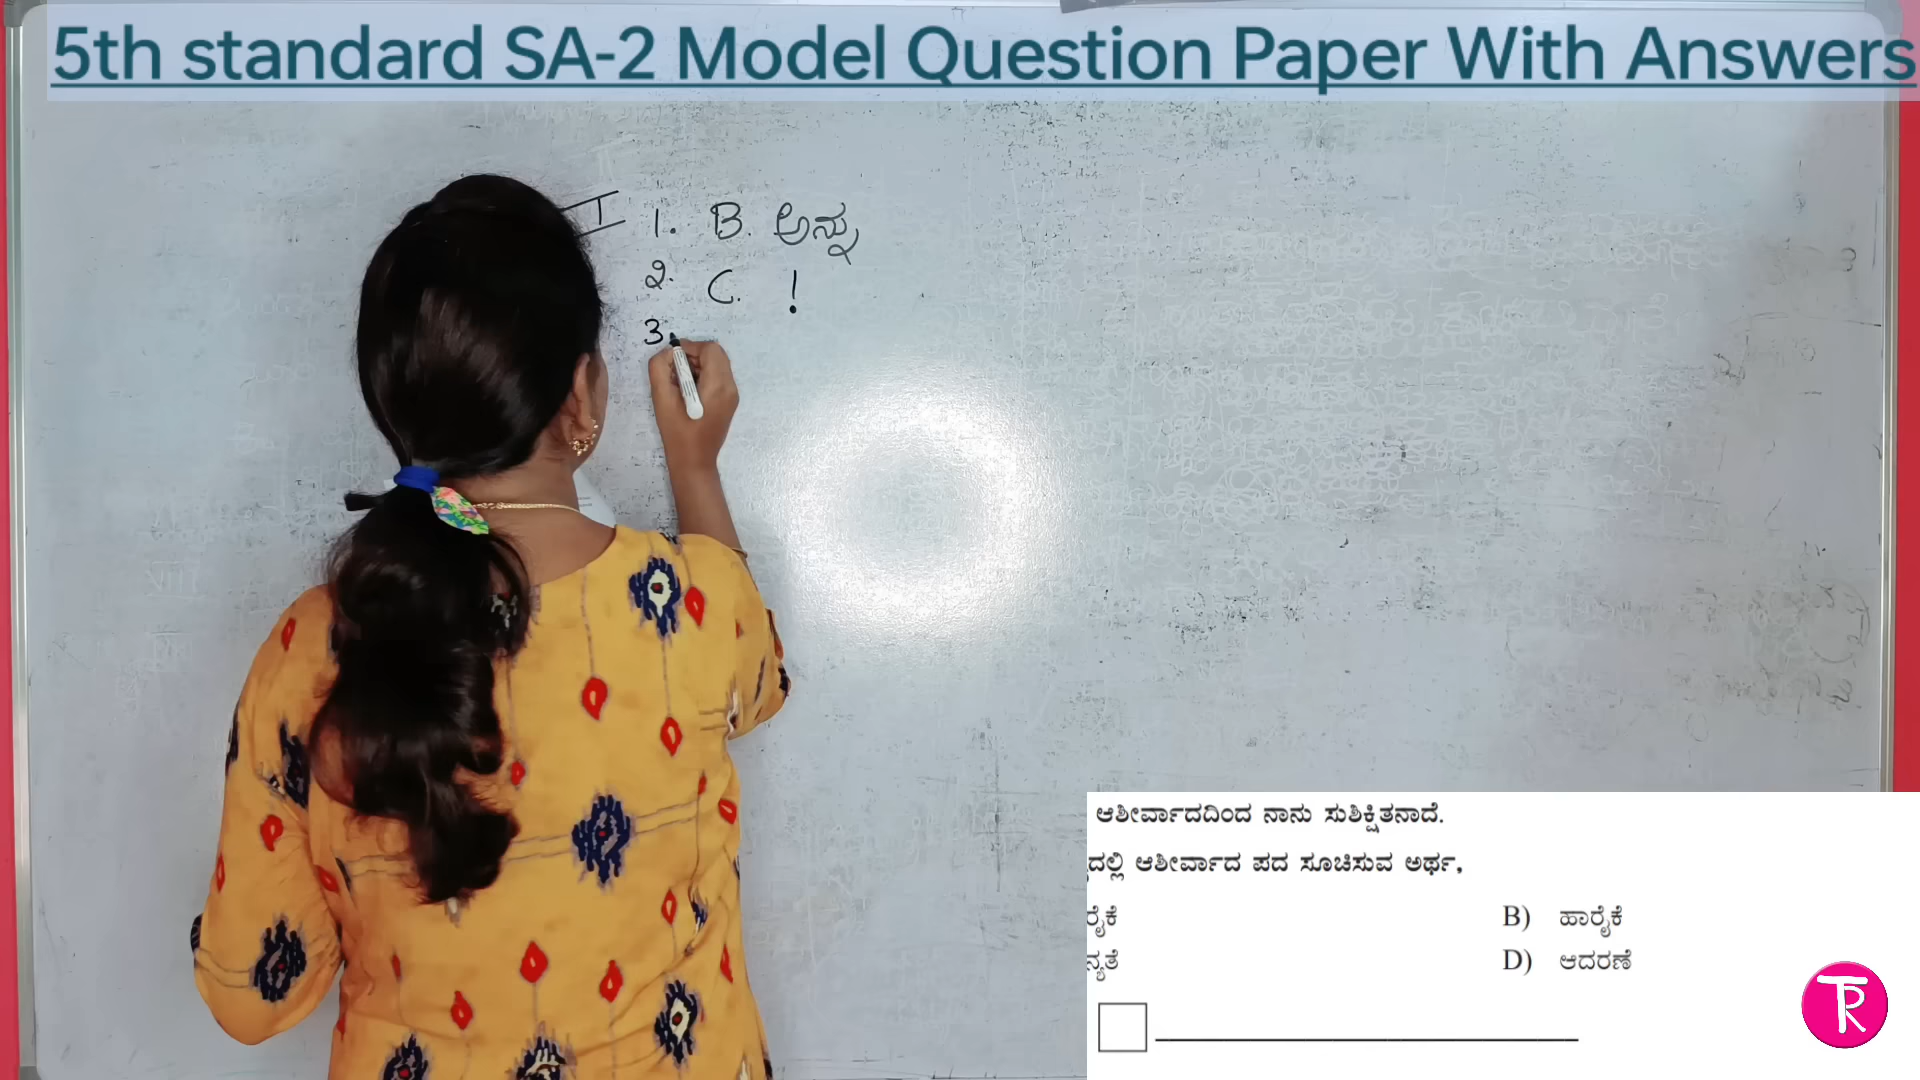 5th standard SA-2 Model Question Paper With Answers
I
1. B. ಅನ್ನು
2. C. !
3.
ಆಶೀರ್ವಾದದಿಂದ ನಾನು ಸುಶಿಕ್ಷಿತನಾದೆ.
ದಲ್ಲಿ ಆಶೀರ್ವಾದ ಪದ ಸೂಚಿಸುವ ಅರ್ಥ,
ರೈಕೆ B) ಹಾರೈಕೆ
ನ್ಯತೆ D) ಆದರಣೆ
TR